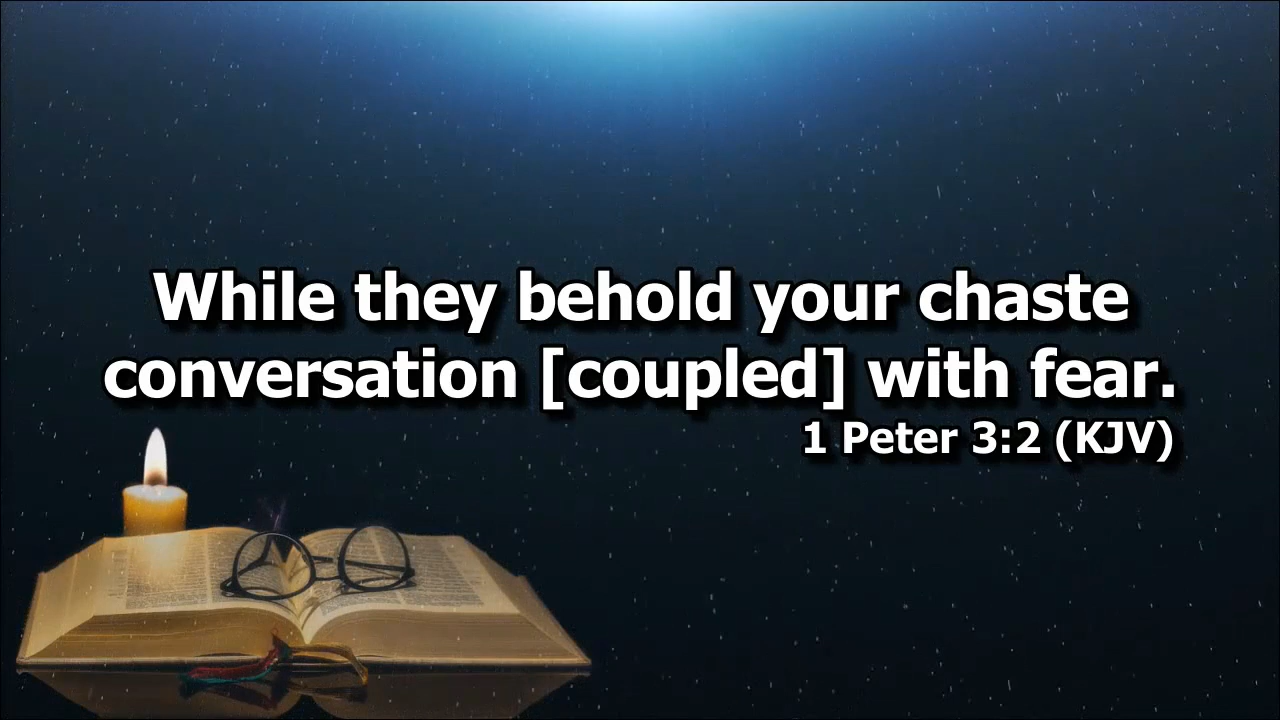 While they behold your chaste
conversation [coupled] with fear.
1 Peter 3:2 (KJV)